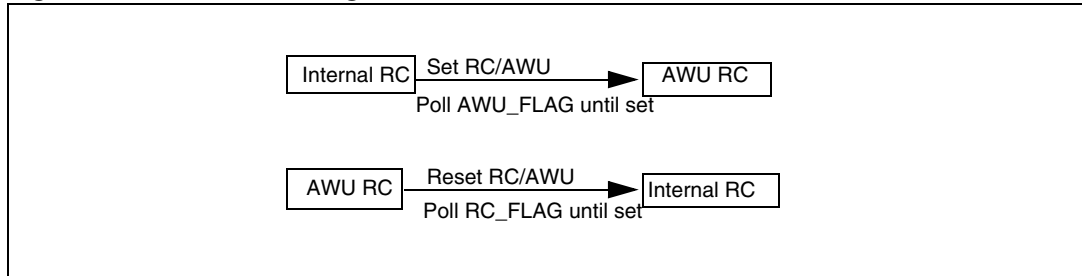 Internal RC
Set RC/AWU
AWU RC
Poll AWU_FLAG until set
AWU RC
Reset RC/AWU
Internal RC
Poll RC_FLAG until set